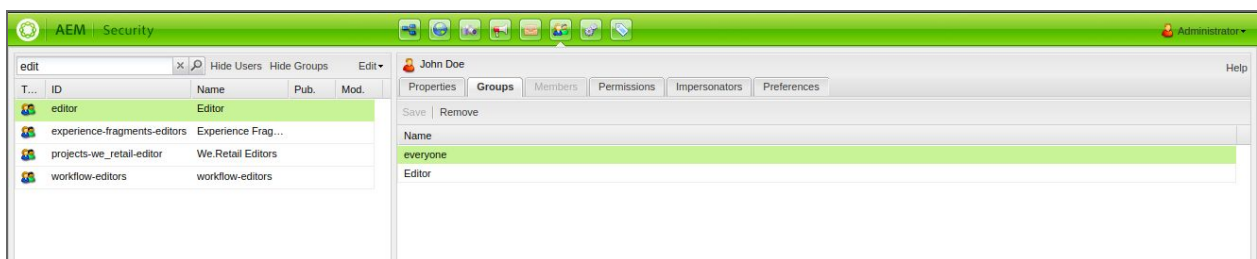 AEM Security
Administrator
edit Hide Users Hide Groups Edit
John Doe
Help
T... ID Name Pub. Mod.
Properties Groups Members Permissions Impersonators Preferences
editor Editor
Save Remove
experience-fragments-editors Experience Frag...
Name
projects-we_retail-editor We.Retail Editors
everyone
workflow-editors workflow-editors
Editor